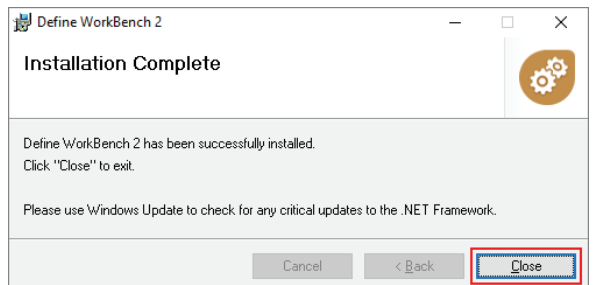 Define WorkBench 2
Installation Complete
Define WorkBench 2 has been successfully installed.
Click "Close" to exit.
Please use Windows Update to check for any critical updates to the .NET Framework.
Cancel
< Back
Close